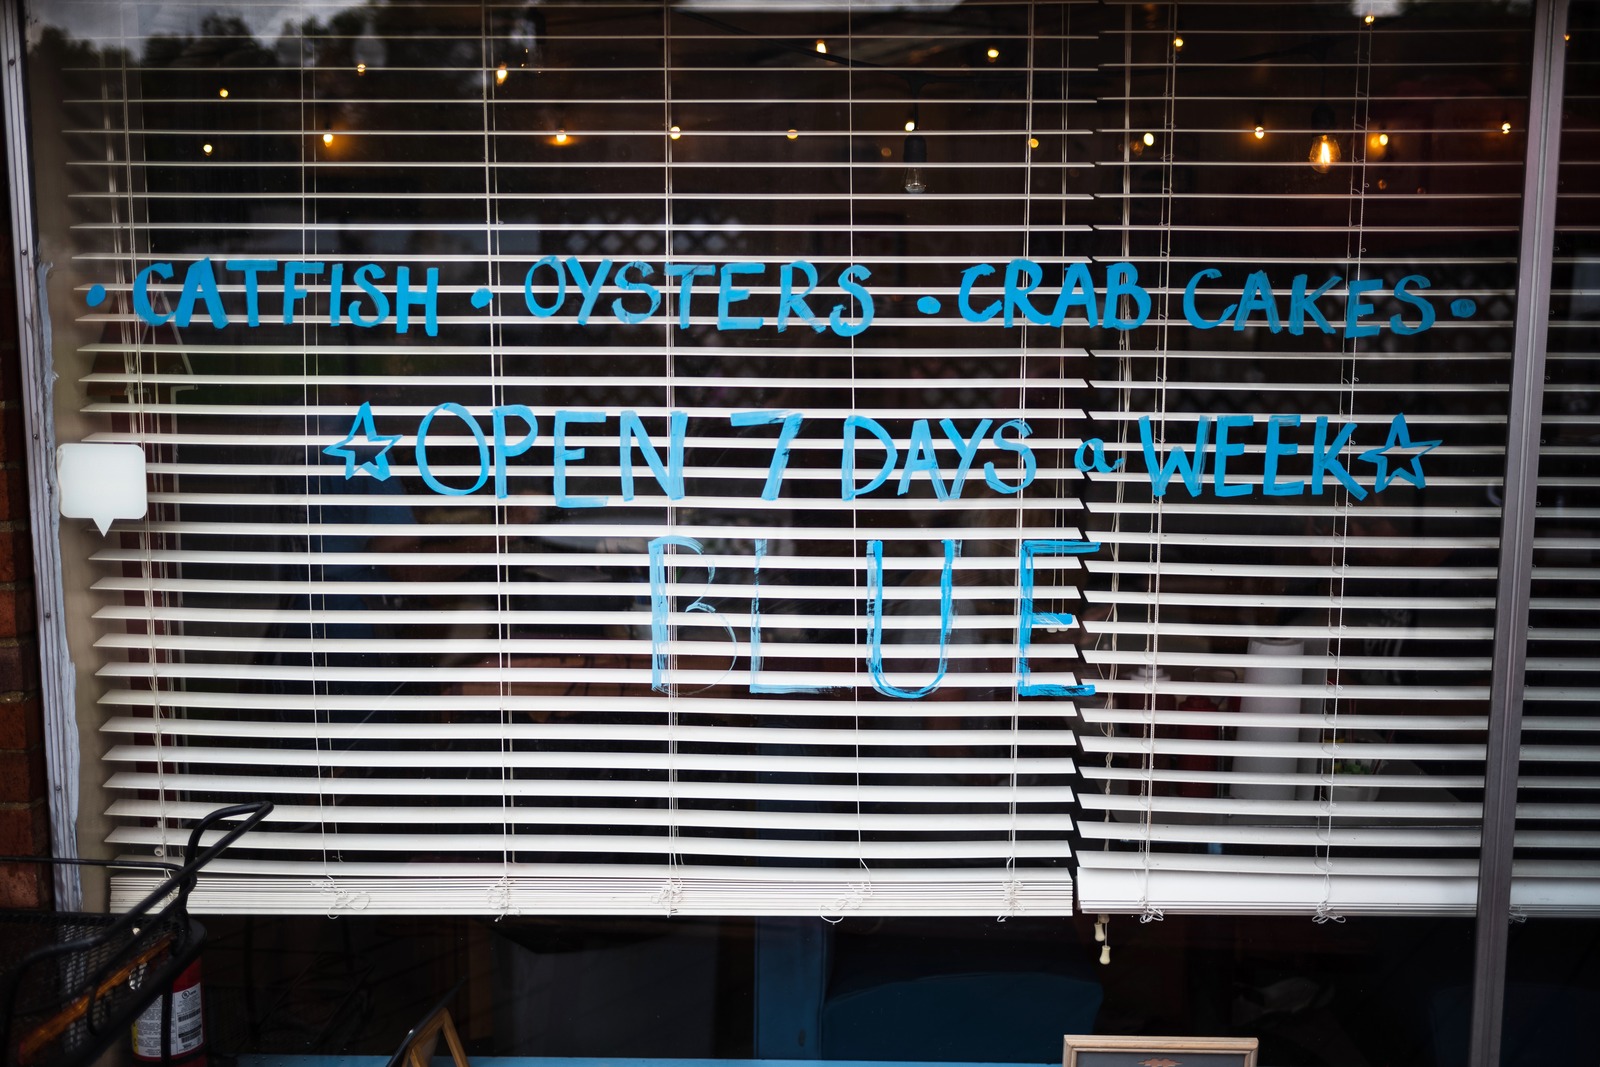 • CATFISH • OYSTERS • CRAB CAKES •
☆ OPEN 7 DAYS a WEEK ☆
BLUE